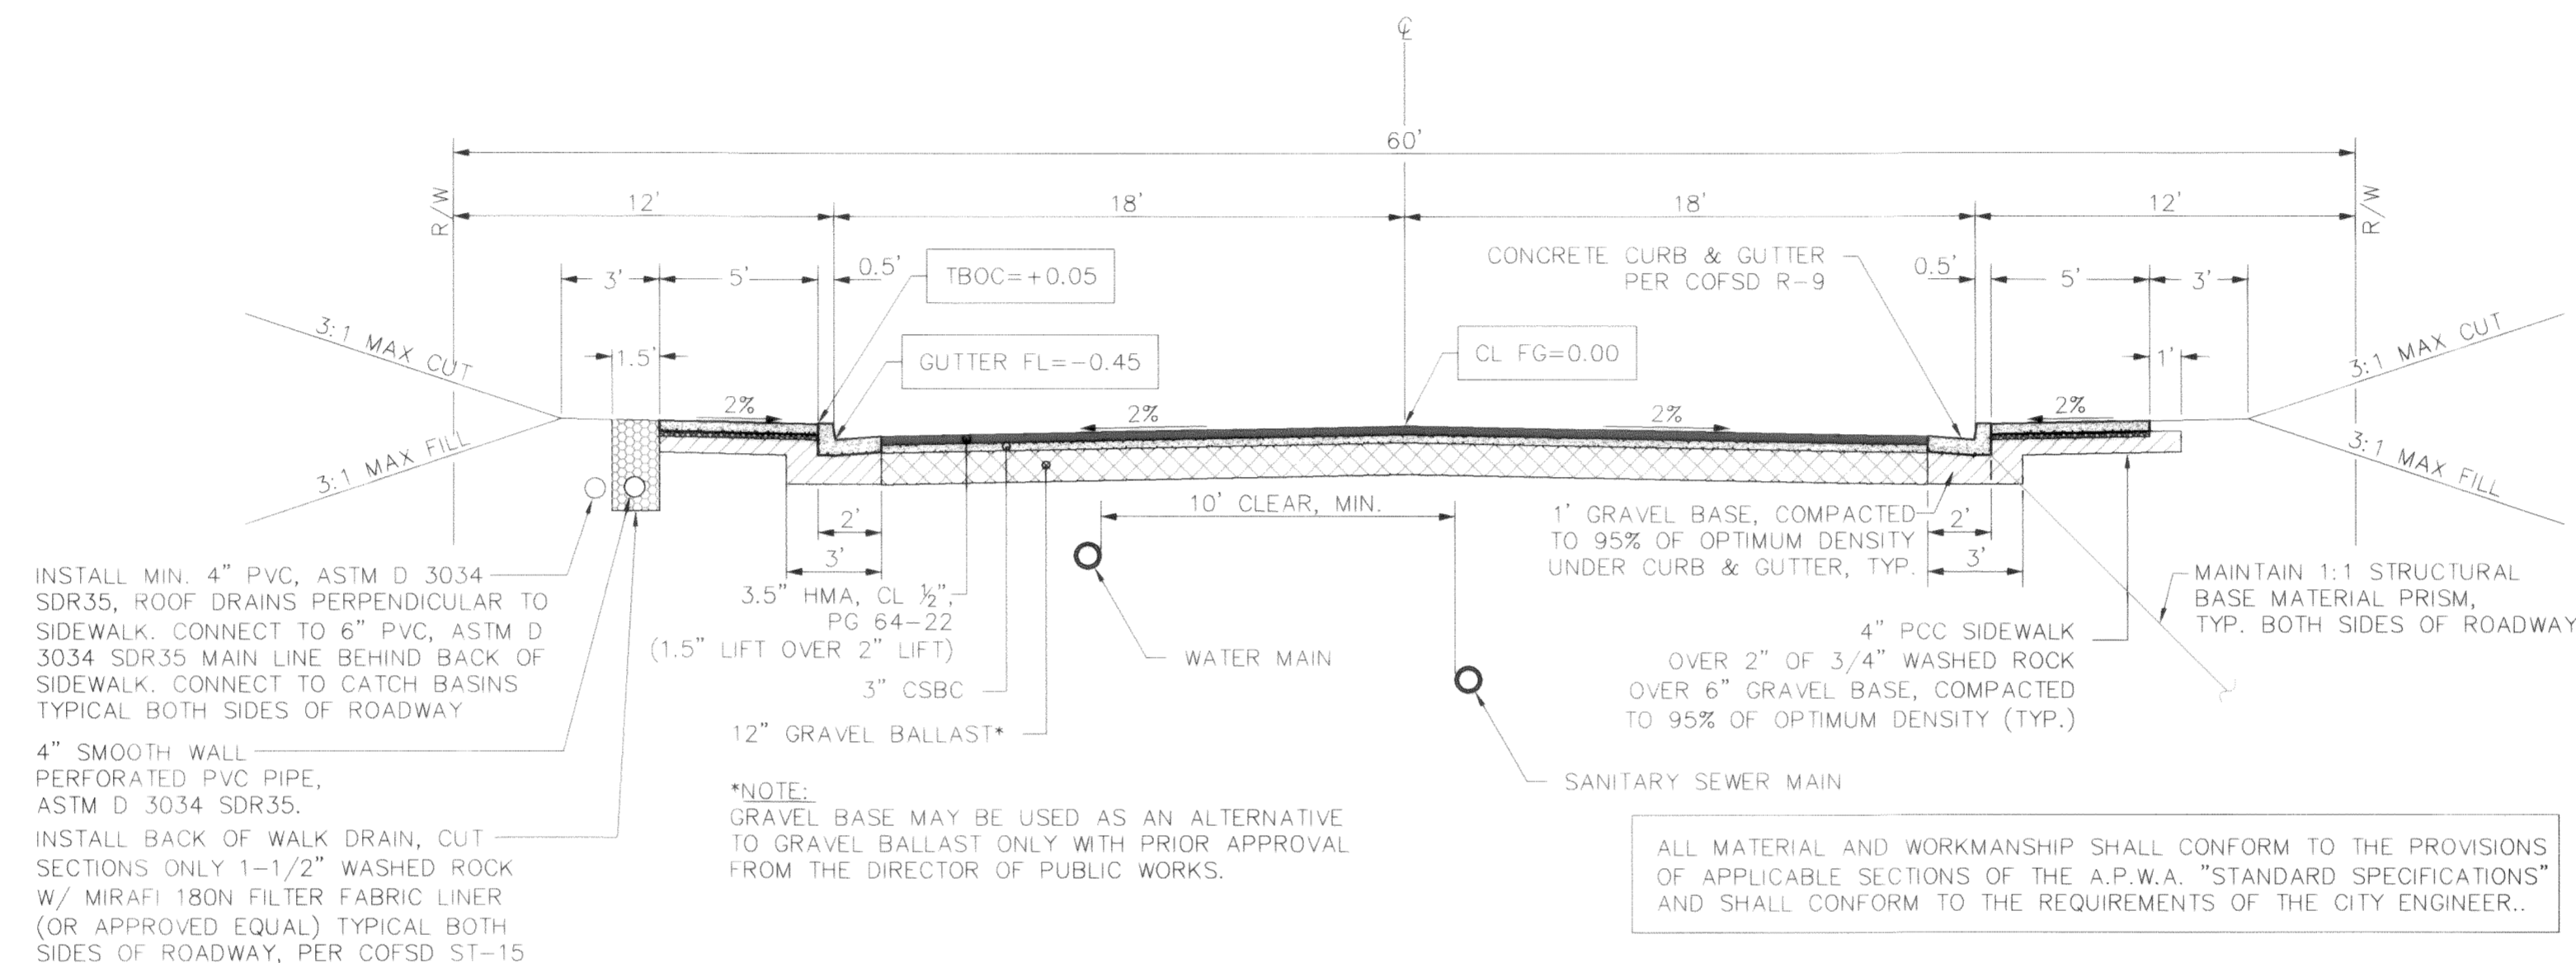 ℄
60'
R/W
12'
18'
18'
12'
R/W
3'
5'
0.5'
TBOC=+0.05
CONCRETE CURB & GUTTER
PER COFSD R-9
0.5'
5'
3'
3:1 MAX CUT
1.5'
GUTTER FL=-0.45
CL FG=0.00
1'
3:1 MAX CUT
2%
2%
2%
2%
3:1 MAX FILL
3:1 MAX FILL
10' CLEAR, MIN.
2'
3'
1' GRAVEL BASE, COMPACTED
TO 95% OF OPTIMUM DENSITY
UNDER CURB & GUTTER, TYP.
2'
3'
INSTALL MIN. 4" PVC, ASTM D 3034
SDR35, ROOF DRAINS PERPENDICULAR TO
SIDEWALK. CONNECT TO 6" PVC, ASTM D
3034 SDR35 MAIN LINE BEHIND BACK OF
SIDEWALK. CONNECT TO CATCH BASINS
TYPICAL BOTH SIDES OF ROADWAY
3.5" HMA, CL ½",
PG 64-22
(1.5" LIFT OVER 2" LIFT)
3" CSBC
12" GRAVEL BALLAST*
WATER MAIN
MAINTAIN 1:1 STRUCTURAL
BASE MATERIAL PRISM,
TYP. BOTH SIDES OF ROADWAY
4" PCC SIDEWALK
OVER 2" OF 3/4" WASHED ROCK
OVER 6" GRAVEL BASE, COMPACTED
TO 95% OF OPTIMUM DENSITY (TYP.)
4" SMOOTH WALL
PERFORATED PVC PIPE,
ASTM D 3034 SDR35.
SANITARY SEWER MAIN
*NOTE:
GRAVEL BASE MAY BE USED AS AN ALTERNATIVE
TO GRAVEL BALLAST ONLY WITH PRIOR APPROVAL
FROM THE DIRECTOR OF PUBLIC WORKS.
INSTALL BACK OF WALK DRAIN, CUT
SECTIONS ONLY 1-1/2" WASHED ROCK
W/ MIRAFI 180N FILTER FABRIC LINER
(OR APPROVED EQUAL) TYPICAL BOTH
SIDES OF ROADWAY, PER COFSD ST-15
ALL MATERIAL AND WORKMANSHIP SHALL CONFORM TO THE PROVISIONS
OF APPLICABLE SECTIONS OF THE A.P.W.A. "STANDARD SPECIFICATIONS"
AND SHALL CONFORM TO THE REQUIREMENTS OF THE CITY ENGINEER..